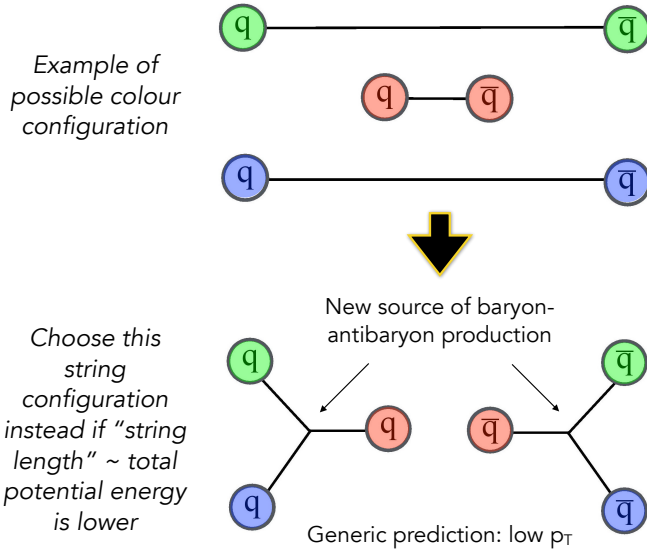 q q̅
Example of
possible colour
configuration
q q̅
q q̅
New source of baryon-
antibaryon production
Choose this
string
configuration
instead if “string
length” ~ total
potential energy
is lower
q q̅
q q̅
q q̅
Generic prediction: low pT